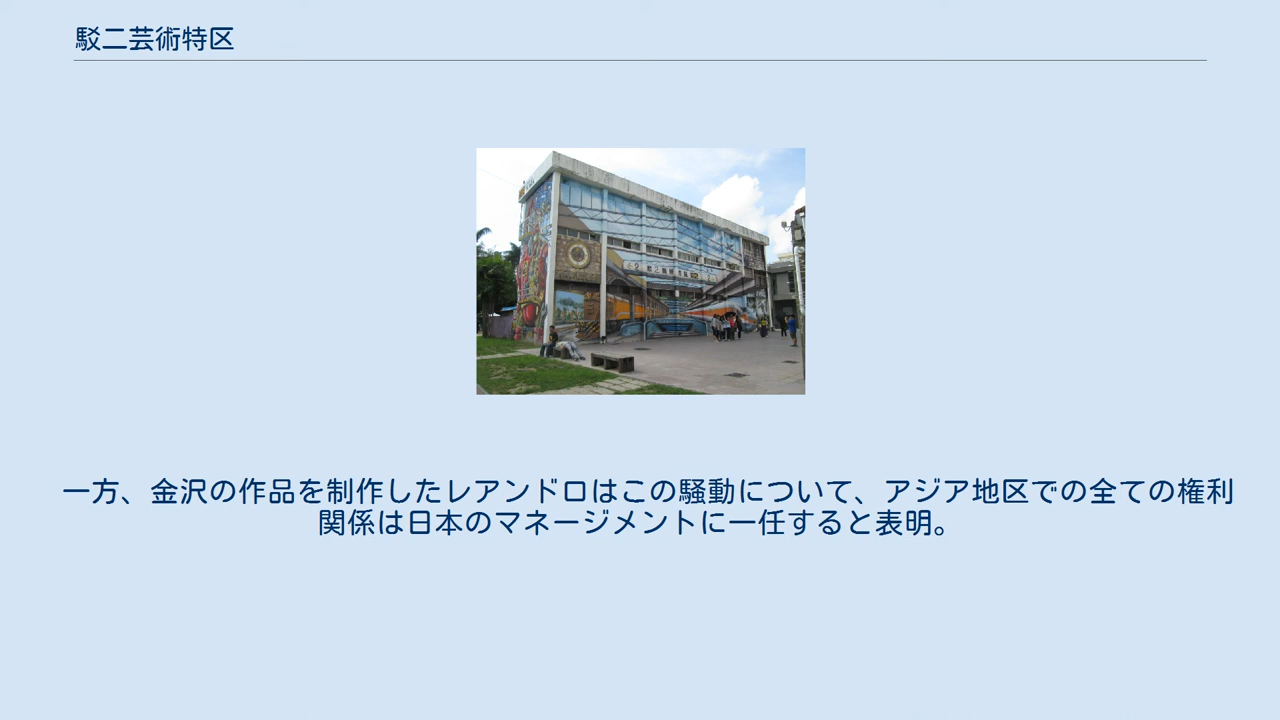 駁二芸術特区
一方、金沢の作品を制作したレアンドロはこの騒動について、アジア地区での全ての権利
関係は日本のマネージメントに一任すると表明。